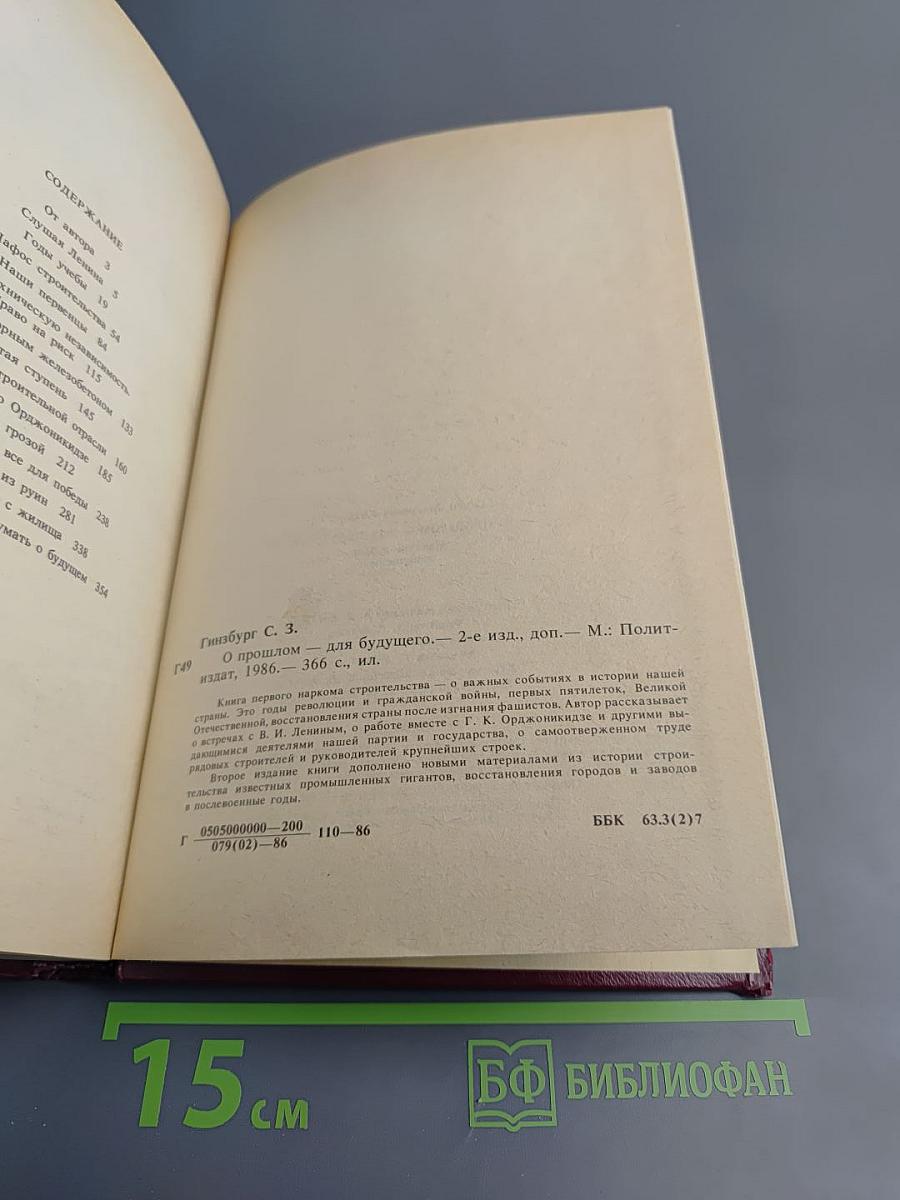 СОДЕРЖАНИЕ
От автора 3
Слушая Ленина 5
Годы учебы 19
Пафос строительства 54
Наши первенцы 84
техническую независимость
Право на риск 115
железобетоном 133
ступень 145
строительной отрасли 160
Орджоникидзе 185
грозой 212
все для победы 238
из руин 281
с жилища 338
о будущем 354
Гинзбург С. З.
Г49 О прошлом — для будущего.— 2-е изд., доп.— М.: Полит-
издат, 1986.— 366 с., ил.
Книга первого наркома строительства — о важных событиях в истории нашей
страны. Это годы революции и гражданской войны, первых пятилеток, Великой
Отечественной, восстановления страны после изгнания фашистов. Автор рассказывает
о встречах с В. И. Лениным, о работе вместе с Г. К. Орджоникидзе и другими вы-
дающимися деятелями нашей партии и государства, о самоотверженном труде
рядовых строителей и руководителей крупнейших строек.
Второе издание книги дополнено новыми материалами из истории строи-
тельства известных промышленных гигантов, восстановления городов и заводов
в послевоенные годы.
Г 0505000000—200 110—86 ББК 63.3(2)7
079(02)—86
15 см БФ БИБЛИОФАН